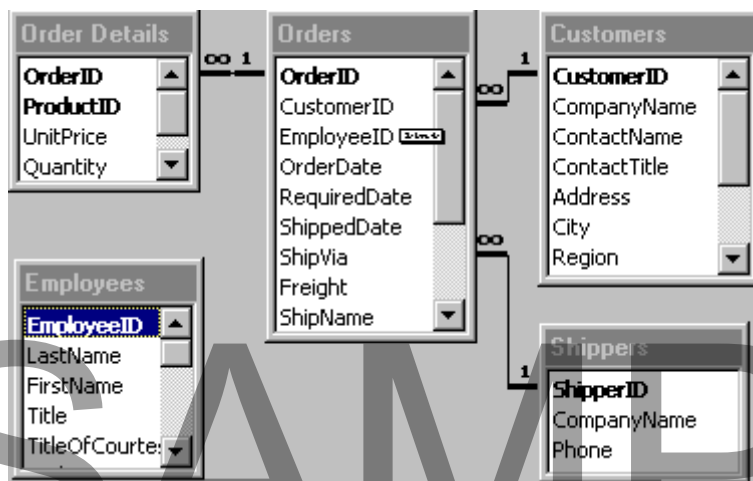 Order Details
OrderID
ProductID
UnitPrice
Quantity
∞ 1
Orders
OrderID
CustomerID
EmployeeID
OrderDate
RequiredDate
ShippedDate
ShipVia
Freight
ShipName
∞ 1
∞ 1
Customers
CustomerID
CompanyName
ContactName
ContactTitle
Address
City
Region
Employees
EmployeeID
LastName
FirstName
Title
TitleOfCourte
Shippers
ShipperID
CompanyName
Phone